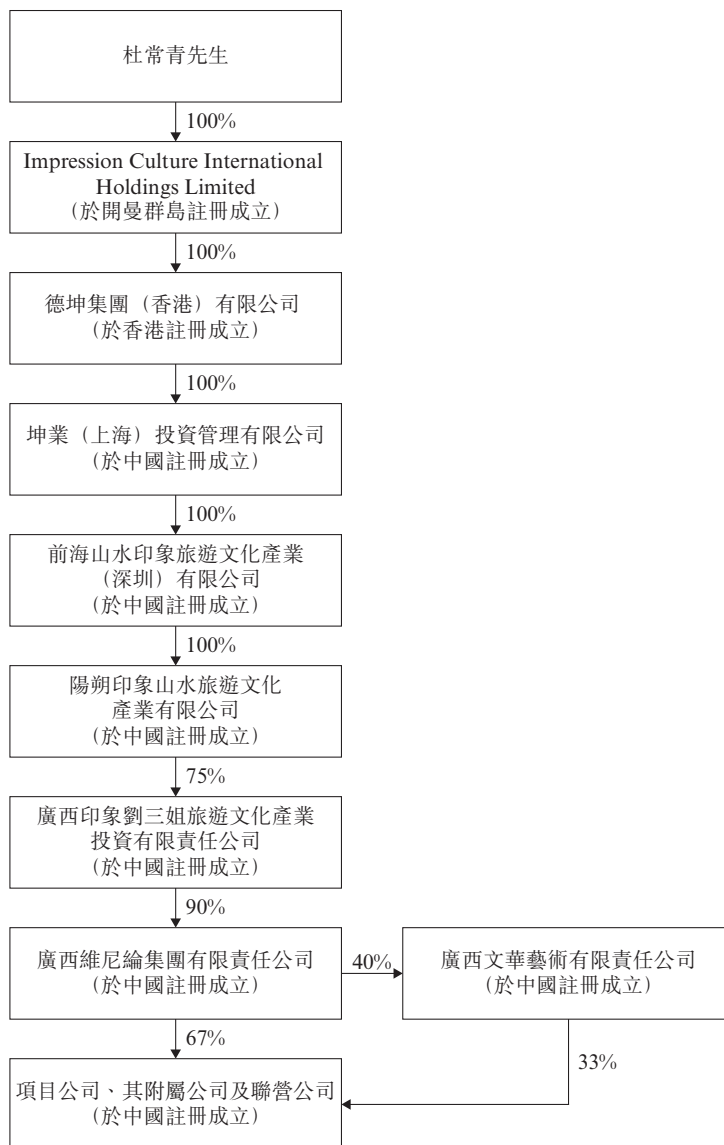 杜常青先生
100%
Impression Culture International
Holdings Limited
（於開曼群島註冊成立）
100%
德坤集團（香港）有限公司
（於香港註冊成立）
100%
坤業（上海）投資管理有限公司
（於中國註冊成立）
100%
前海山水印象旅遊文化產業
（深圳）有限公司
（於中國註冊成立）
100%
陽朔印象山水旅遊文化
產業有限公司
（於中國註冊成立）
75%
廣西印象劉三姐旅遊文化產業
投資有限責任公司
（於中國註冊成立）
90%
廣西維尼綸集團有限責任公司
（於中國註冊成立）
40%
廣西文華藝術有限責任公司
（於中國註冊成立）
67%
33%
項目公司、其附屬公司及聯營公司
（於中國註冊成立）